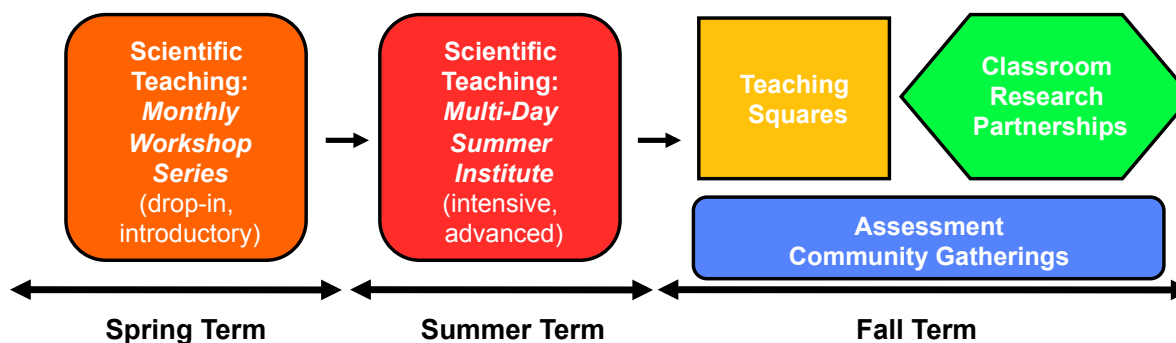 Scientific
Teaching:
Monthly
Workshop
Series
(drop-in,
introductory)
Scientific
Teaching:
Multi-Day
Summer
Institute
(intensive,
advanced)
Teaching
Squares
Classroom
Research
Partnerships
Assessment
Community Gatherings
Spring Term
Summer Term
Fall Term